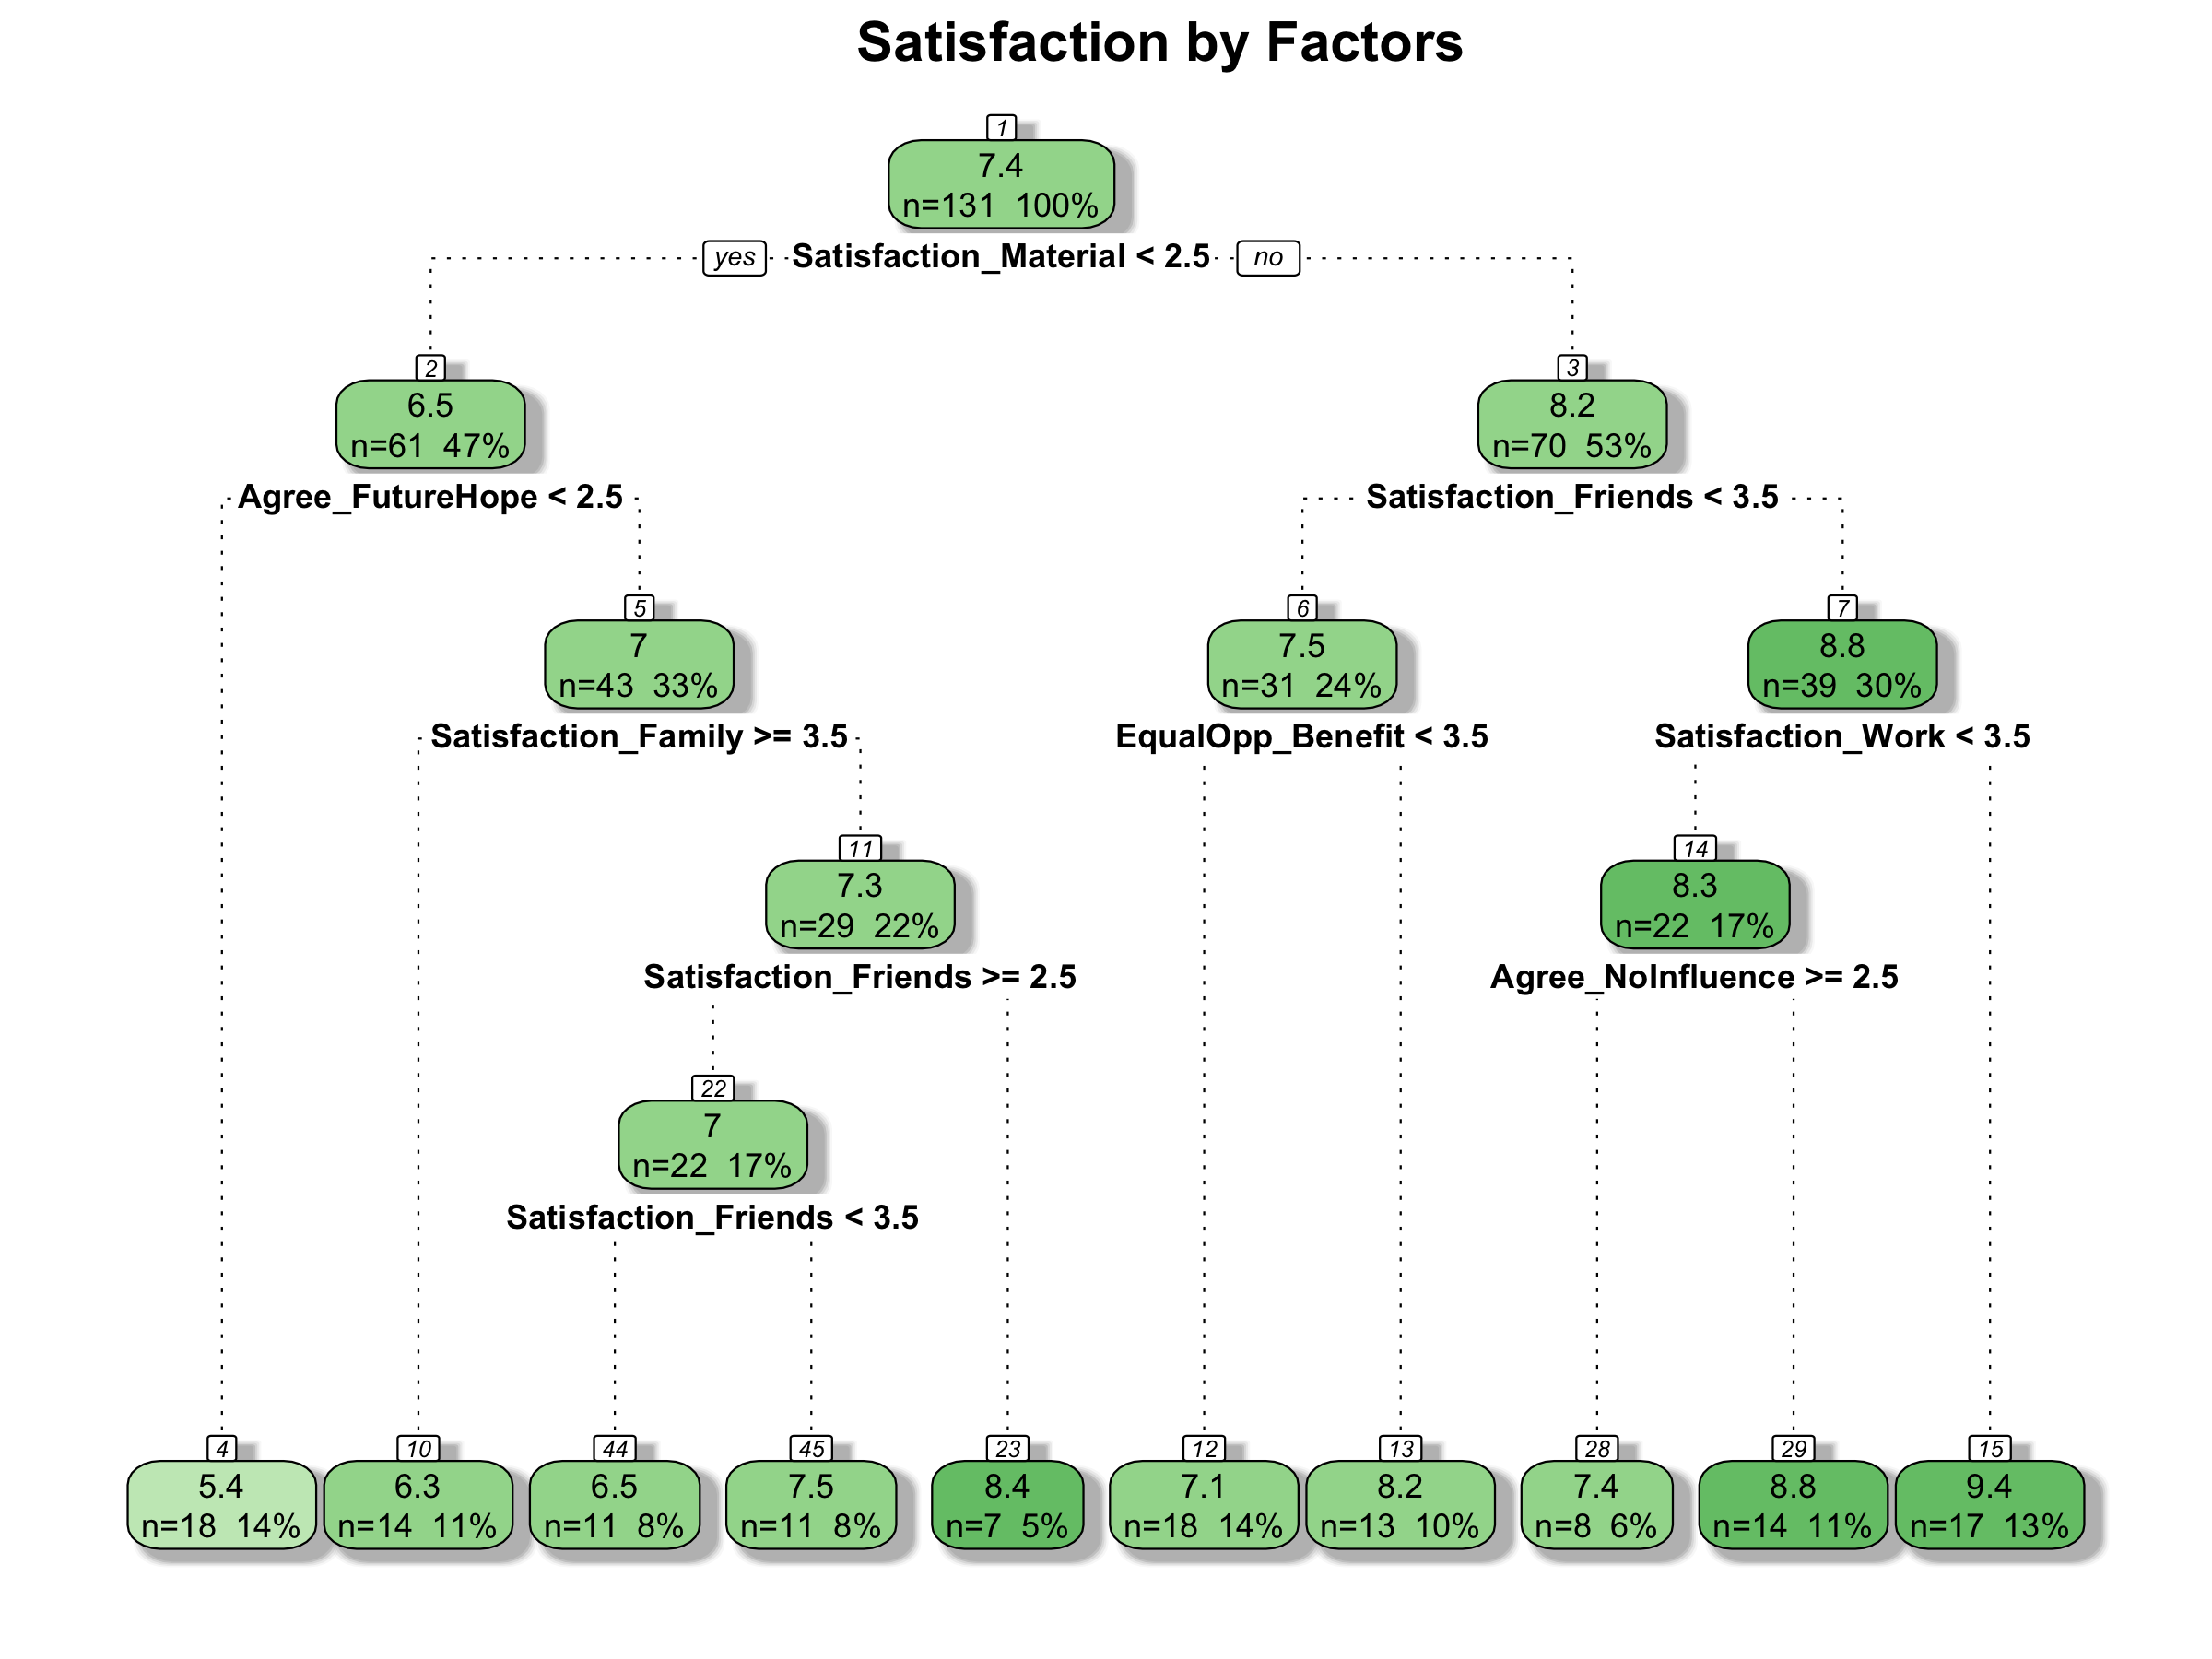 Satisfaction by Factors
1
7.4
n=131 100%
yes Satisfaction_Material < 2.5 no
2
6.5
n=61 47%
3
8.2
n=70 53%
Agree_FutureHope < 2.5
Satisfaction_Friends < 3.5
5
7
n=43 33%
6
7.5
n=31 24%
7
8.8
n=39 30%
Satisfaction_Family >= 3.5
EqualOpp_Benefit < 3.5
Satisfaction_Work < 3.5
11
7.3
n=29 22%
14
8.3
n=22 17%
Satisfaction_Friends >= 2.5
Agree_NoInfluence >= 2.5
22
7
n=22 17%
Satisfaction_Friends < 3.5
4
5.4
n=18 14%
10
6.3
n=14 11%
44
6.5
n=11 8%
45
7.5
n=11 8%
23
8.4
n=7 5%
12
7.1
n=18 14%
13
8.2
n=13 10%
28
7.4
n=8 6%
29
8.8
n=14 11%
15
9.4
n=17 13%